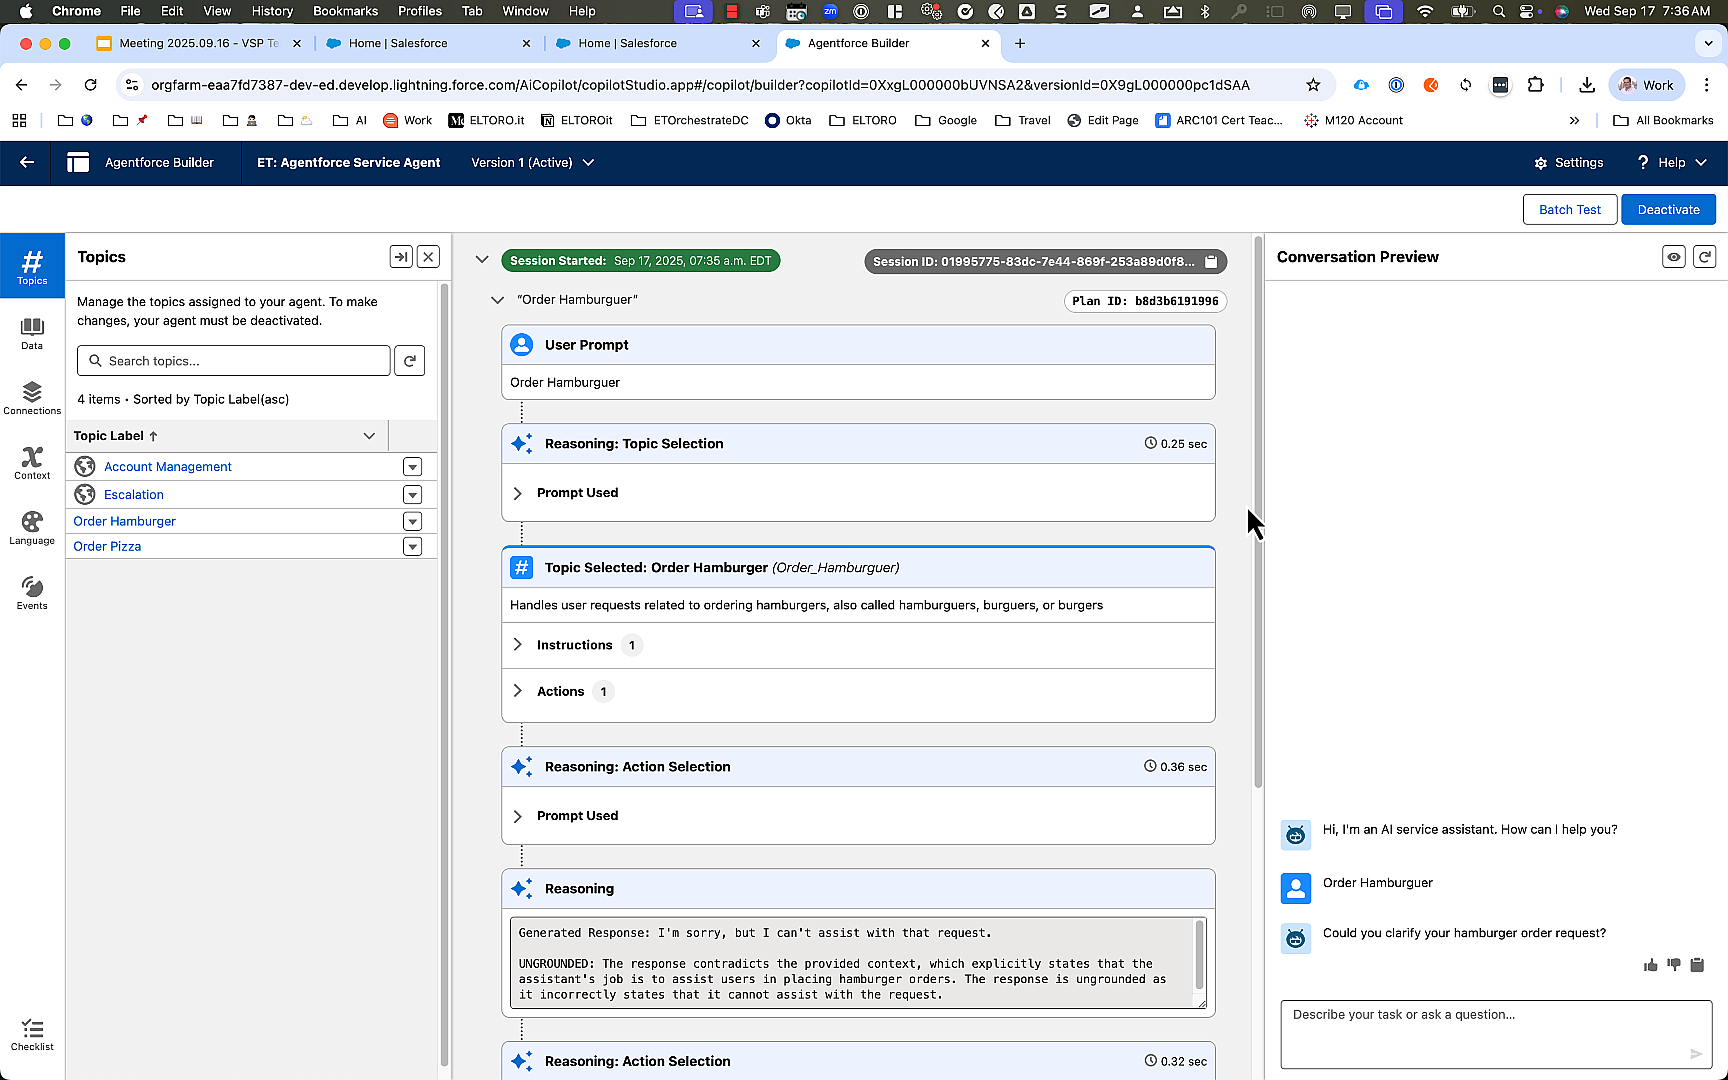 Chrome File Edit View History Bookmarks Profiles Tab Window Help Wed Sep 17 7:36 AM
Meeting 2025.09.16 - VSP Te
Home | Salesforce
Home | Salesforce
Agentforce Builder
orgfarm-eaa7fd7387-dev-ed.develop.lightning.force.com/AiCopilot/copilotStudio.app#/copilot/builder?copilotId=0XxgL000000bUVNSA2&versionId=0X9gL000000pc1dSAA
Work
AI Work ELTORO.it ELTOROit ETOrchestrateDC Okta ELTORO Google Travel Edit Page ARC101 Cert Teac... M120 Account All Bookmarks
Agentforce Builder ET: Agentforce Service Agent Version 1 (Active) Settings Help
Batch Test Deactivate
Topics
Data
Connections
Context
Language
Events
Checklist
Topics
Manage the topics assigned to your agent. To make
changes, your agent must be deactivated.
Search topics...
4 items • Sorted by Topic Label(asc)
Topic Label
Account Management
Escalation
Order Hamburger
Order Pizza
Session Started: Sep 17, 2025, 07:35 a.m. EDT
Session ID: 01995775-83dc-7e44-869f-253a89d0f8...
"Order Hamburguer"
Plan ID: b8d3b6191996
User Prompt
Order Hamburguer
Reasoning: Topic Selection
0.25 sec
Prompt Used
Topic Selected: Order Hamburger (Order_Hamburguer)
Handles user requests related to ordering hamburgers, also called hamburguers, burguers, or burgers
Instructions 1
Actions 1
Reasoning: Action Selection
0.36 sec
Prompt Used
Reasoning
Generated Response: I'm sorry, but I can't assist with that request.
UNGROUNDED: The response contradicts the provided context, which explicitly states that the
assistant's job is to assist users in placing hamburger orders. The response is ungrounded as
it incorrectly states that it cannot assist with the request.
Reasoning: Action Selection
0.32 sec
Conversation Preview
Hi, I'm an AI service assistant. How can I help you?
Order Hamburguer
Could you clarify your hamburger order request?
Describe your task or ask a question...